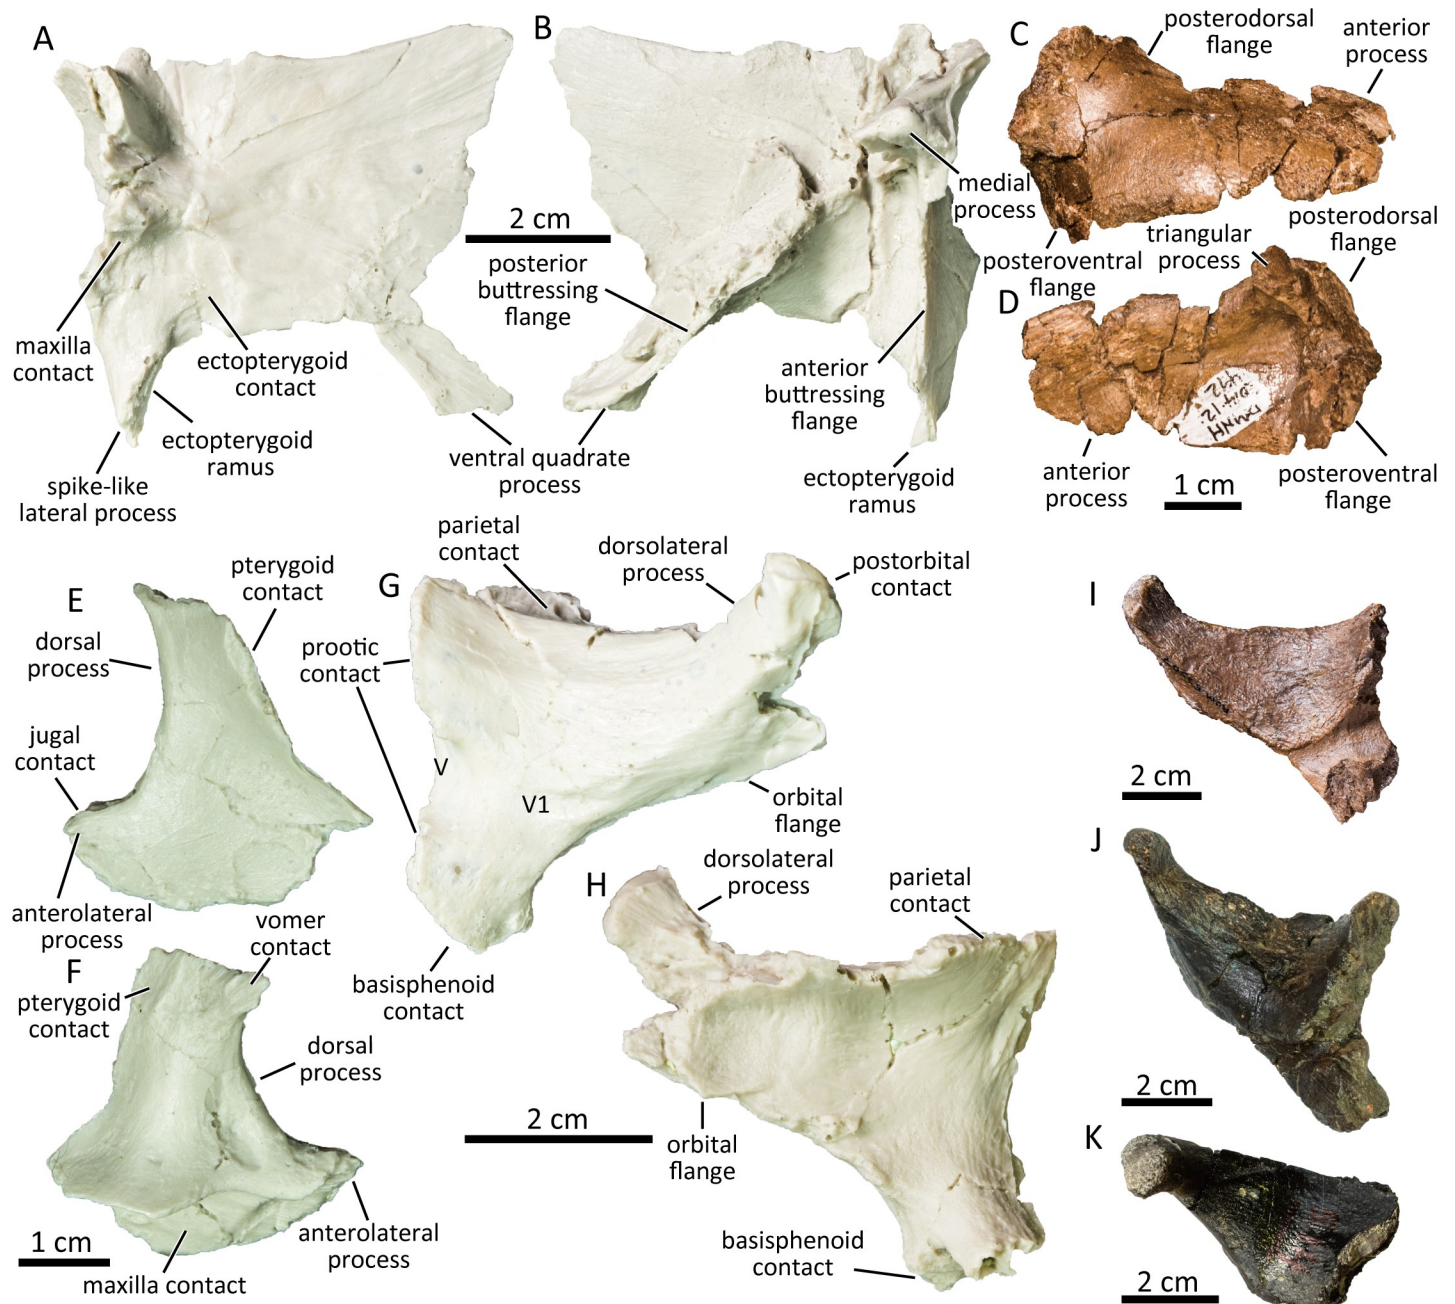 A
B
C
posterodorsal
flange
anterior
process
medial
process
2 cm
posterior
buttressing
flange
posteroventral
flange
triangular
process
posterodorsal
flange
D
maxilla
contact
ectopterygoid
contact
anterior
buttressing
flange
ectopterygoid
ramus
spike-like
lateral process
ventral quadrate
process
ectopterygoid
ramus
DMNH
21412
492
anterior
process
1 cm
posteroventral
flange
E
pterygoid
contact
dorsal
process
jugal
contact
anterolateral
process
G
parietal
contact
dorsolateral
process
postorbital
contact
prootic
contact
V
V1
orbital
flange
basisphenoid
contact
I
2 cm
F
vomer
contact
pterygoid
contact
dorsal
process
anterolateral
process
1 cm
maxilla contact
H
dorsolateral
process
parietal
contact
2 cm
orbital
flange
basisphenoid
contact
J
2 cm
K
2 cm